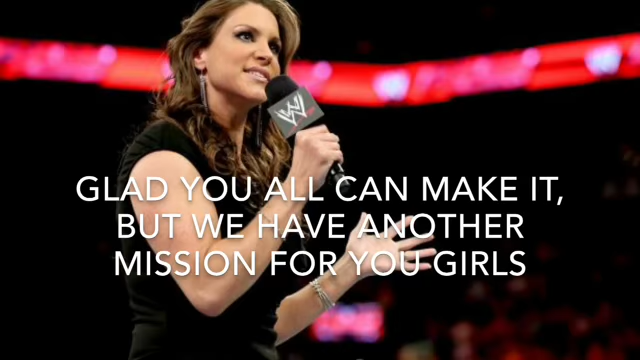 GLAD YOU ALL CAN MAKE IT,
BUT WE HAVE ANOTHER
MISSION FOR YOU GIRLS